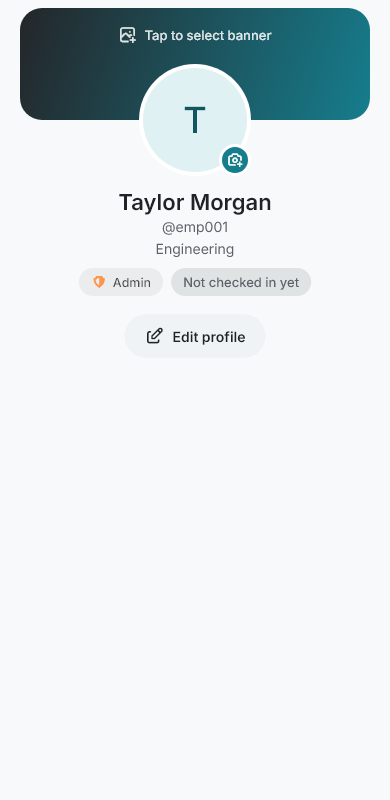 Tap to select banner
T
Taylor Morgan
@emp001
Engineering
Admin
Not checked in yet
Edit profile